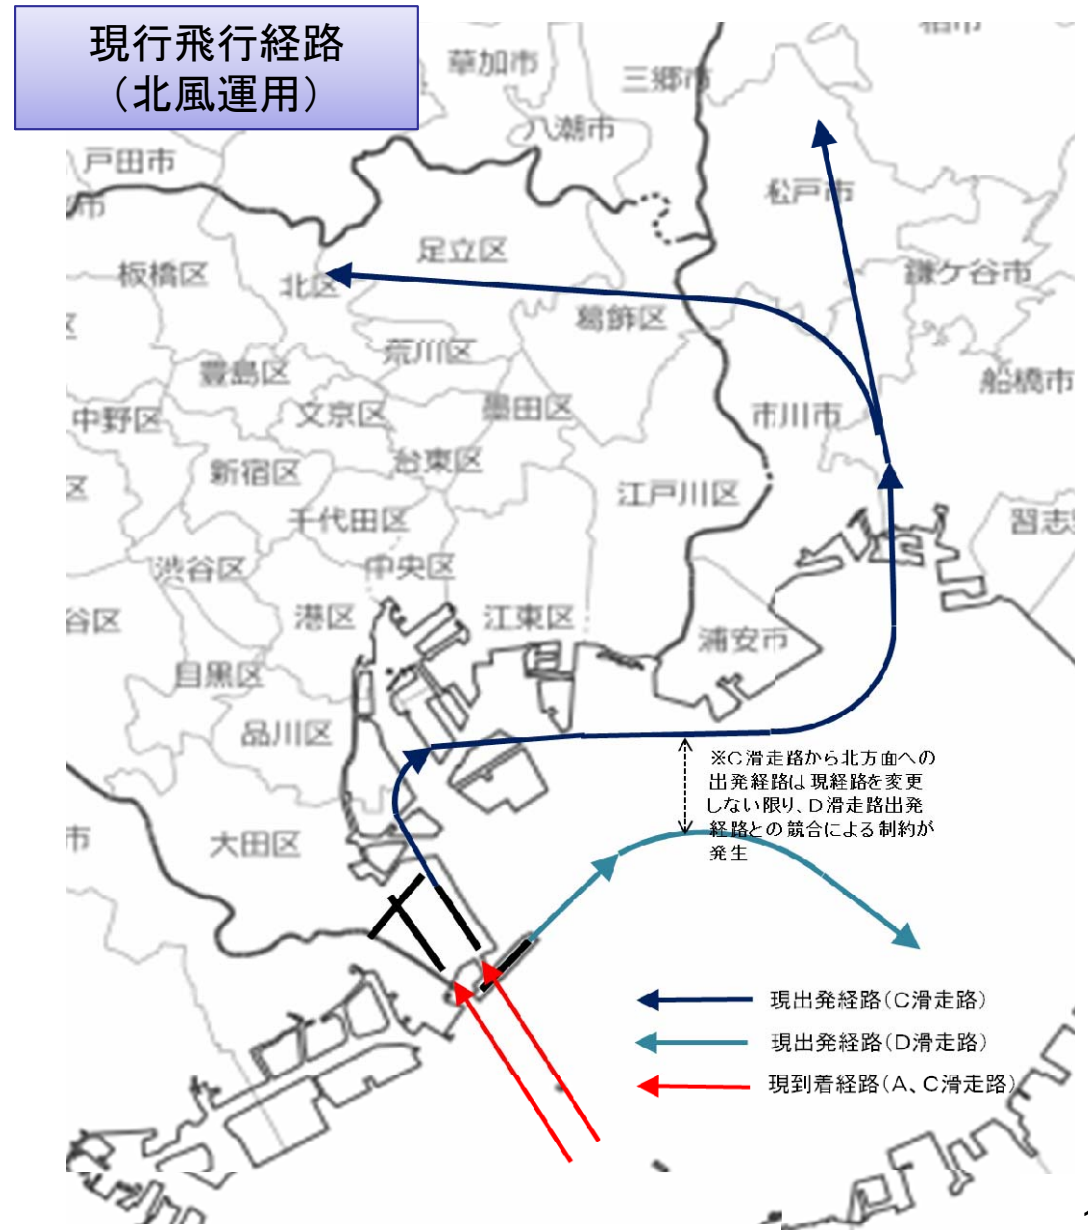 現行飛行経路
（北風運用）
草加市
三郷市
八潮市
戸田市
市
松戸市
足立区
板橋区
北区
鎌ケ谷市
葛飾区
区
荒川区
豊島区
船橋市
中野区
文京区
墨田区
市川市
新宿区
台東区
区
江戸川区
千代田区
習志
渋谷区
中央区
谷区
港区
江東区
浦安市
目黒区
品川区
※Ｃ滑走路から北方面への
出発経路は現経路を変更
しない限り、Ｄ滑走路出発
経路との競合による制約が
発生
市
大田区
現出発経路（Ｃ滑走路）
現出発経路（Ｄ滑走路）
現到着経路（Ａ、Ｃ滑走路）